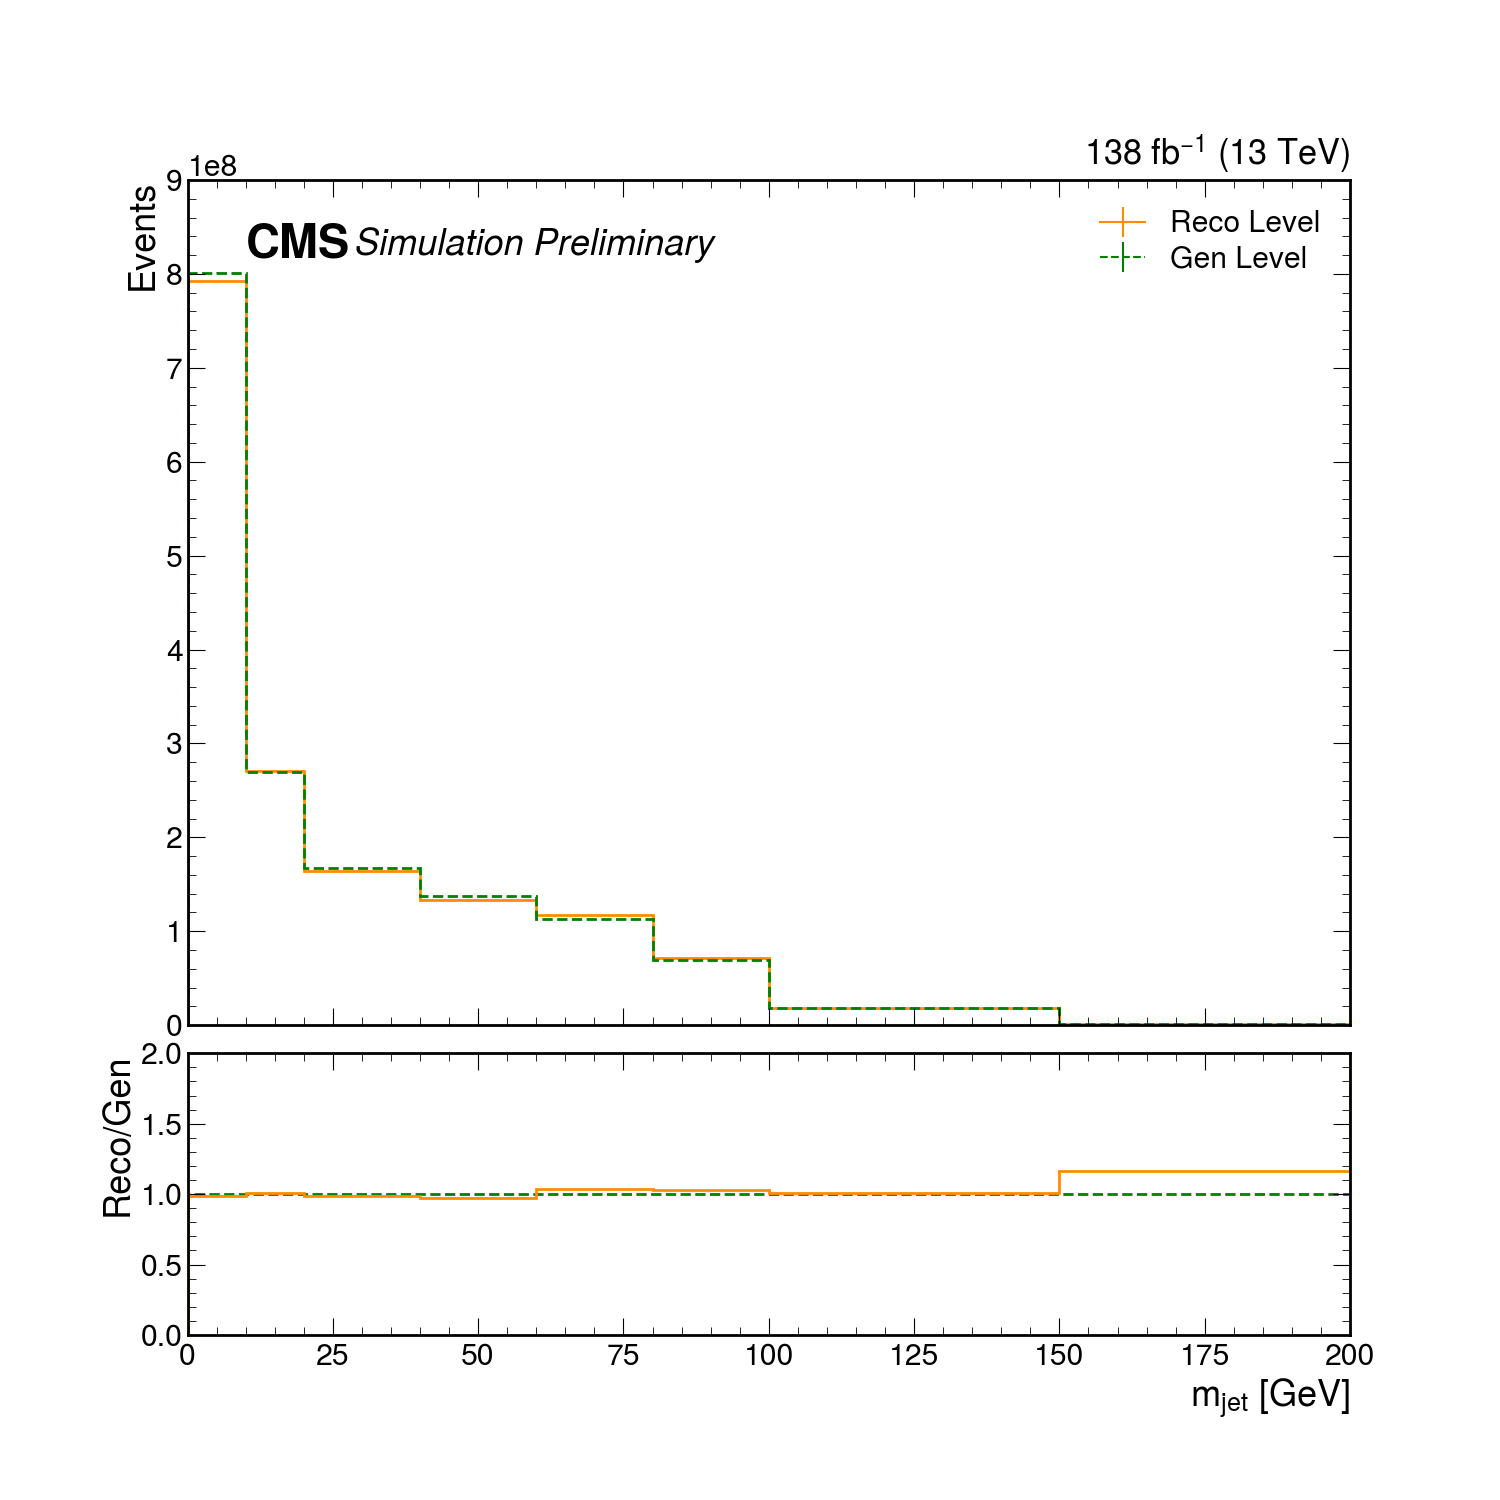 138 fb⁻¹ (13 TeV)
1e8
Events
CMS Simulation Preliminary
Reco Level
Gen Level
9
8
7
6
5
4
3
2
1
0
Reco/Gen
2.0
1.5
1.0
0.5
0.0
0 25 50 75 100 125 150 175 200
m_jet [GeV]